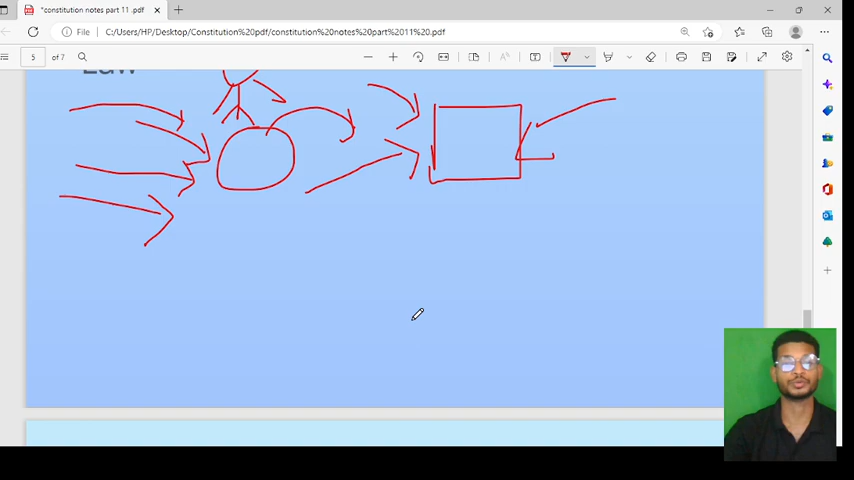 *constitution notes part 11 .pdf
File
C:/Users/HP/Desktop/Constitution%20pdf/constitution%20notes%20part%2011%20.pdf
5 of 7
Law